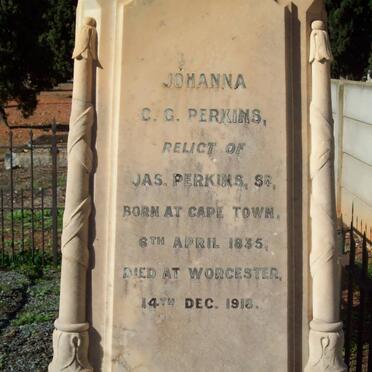 JOHANNA
C. G. PERKINS,
RELICT OF
JAS. PERKINS, SR,
BORN AT CAPE TOWN,
6TH APRIL 1835,
DIED AT WORCESTER,
14TH DEC. 1918.